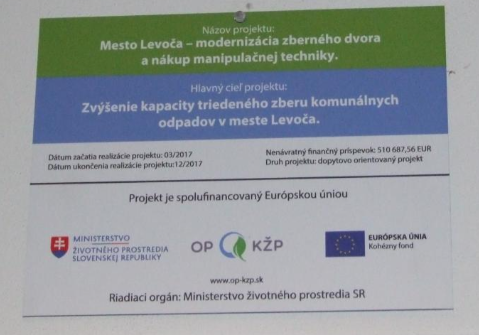 Názov projektu:
Mesto Levoča – modernizácia zberného dvora
a nákup manipulačnej techniky.
Hlavný cieľ projektu:
Zvýšenie kapacity triedeného zberu komunálnych
odpadov v meste Levoča.
Dátum začatia realizácie projektu: 03/2017
Dátum ukončenia realizácie projektu:12/2017
Nenávratný finančný príspevok: 510 687,56 EUR
Druh projektu: dopytovo orientovaný projekt
Projekt je spolufinancovaný Európskou úniou
MINISTERSTVO
ŽIVOTNÉHO PROSTREDIA
SLOVENSKEJ REPUBLIKY
OP KŽP
EURÓPSKA ÚNIA
Kohézny fond
www.op-kzp.sk
Riadiaci orgán: Ministerstvo životného prostredia SR